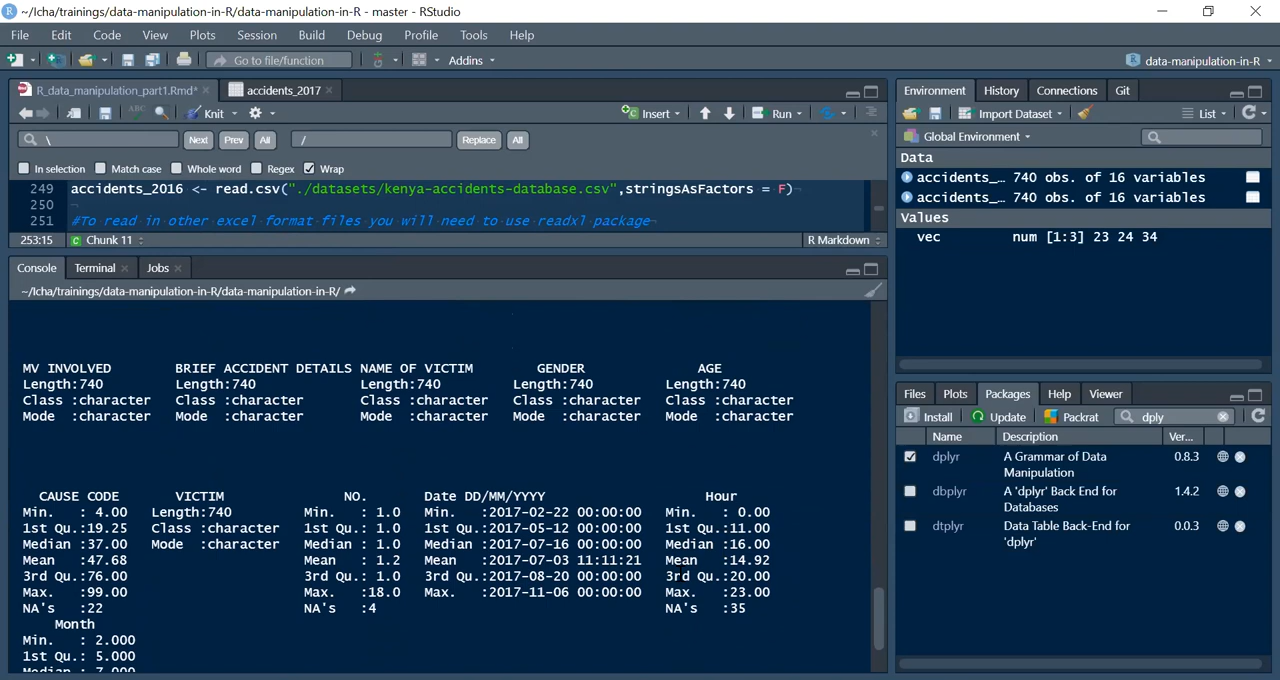 ~/Icha/trainings/data-manipulation-in-R/data-manipulation-in-R - master - RStudio
File Edit Code View Plots Session Build Debug Profile Tools Help
Go to file/function Addins data-manipulation-in-R
R_data_manipulation_part1.Rmd* accidents_2017
Knit Insert Run
\ Next Prev All / Replace All
In selection Match case Whole word Regex Wrap
249 accidents_2016 <- read.csv("./datasets/kenya-accidents-database.csv",stringsAsFactors = F)
250
251 #To read in other excel format files you will need to use readxl package
253:15 Chunk 11 R Markdown
Console Terminal Jobs
~/Icha/trainings/data-manipulation-in-R/data-manipulation-in-R/
MV INVOLVED BRIEF ACCIDENT DETAILS NAME OF VICTIM GENDER AGE
Length:740 Length:740 Length:740 Length:740 Length:740
Class :character Class :character Class :character Class :character Class :character
Mode :character Mode :character Mode :character Mode :character Mode :character
CAUSE CODE VICTIM NO. Date DD/MM/YYYY Hour
Min. : 4.00 Length:740 Min. : 1.0 Min. :2017-02-22 00:00:00 Min. : 0.00
1st Qu.:19.25 Class :character 1st Qu.: 1.0 1st Qu.:2017-05-12 00:00:00 1st Qu.:11.00
Median :37.00 Mode :character Median : 1.0 Median :2017-07-16 00:00:00 Median :16.00
Mean :47.68 Mean : 1.2 Mean :2017-07-03 11:11:21 Mean :14.92
3rd Qu.:76.00 3rd Qu.: 1.0 3rd Qu.:2017-08-20 00:00:00 3rd Qu.:20.00
Max. :99.00 Max. :18.0 Max. :2017-11-06 00:00:00 Max. :23.00
NA's :22 NA's :4 NA's :35
Month
Min. : 2.000
1st Qu.: 5.000
Median : 7.000
Environment History Connections Git
Import Dataset List
Global Environment
Data
accidents_… 740 obs. of 16 variables
accidents_… 740 obs. of 16 variables
Values
vec num [1:3] 23 24 34
Files Plots Packages Help Viewer
Install Update Packrat dply
Name Description Ver...
dplyr A Grammar of Data 0.8.3
Manipulation
dbplyr A 'dplyr' Back End for 1.4.2
Databases
dtplyr Data Table Back-End for 0.0.3
'dplyr'